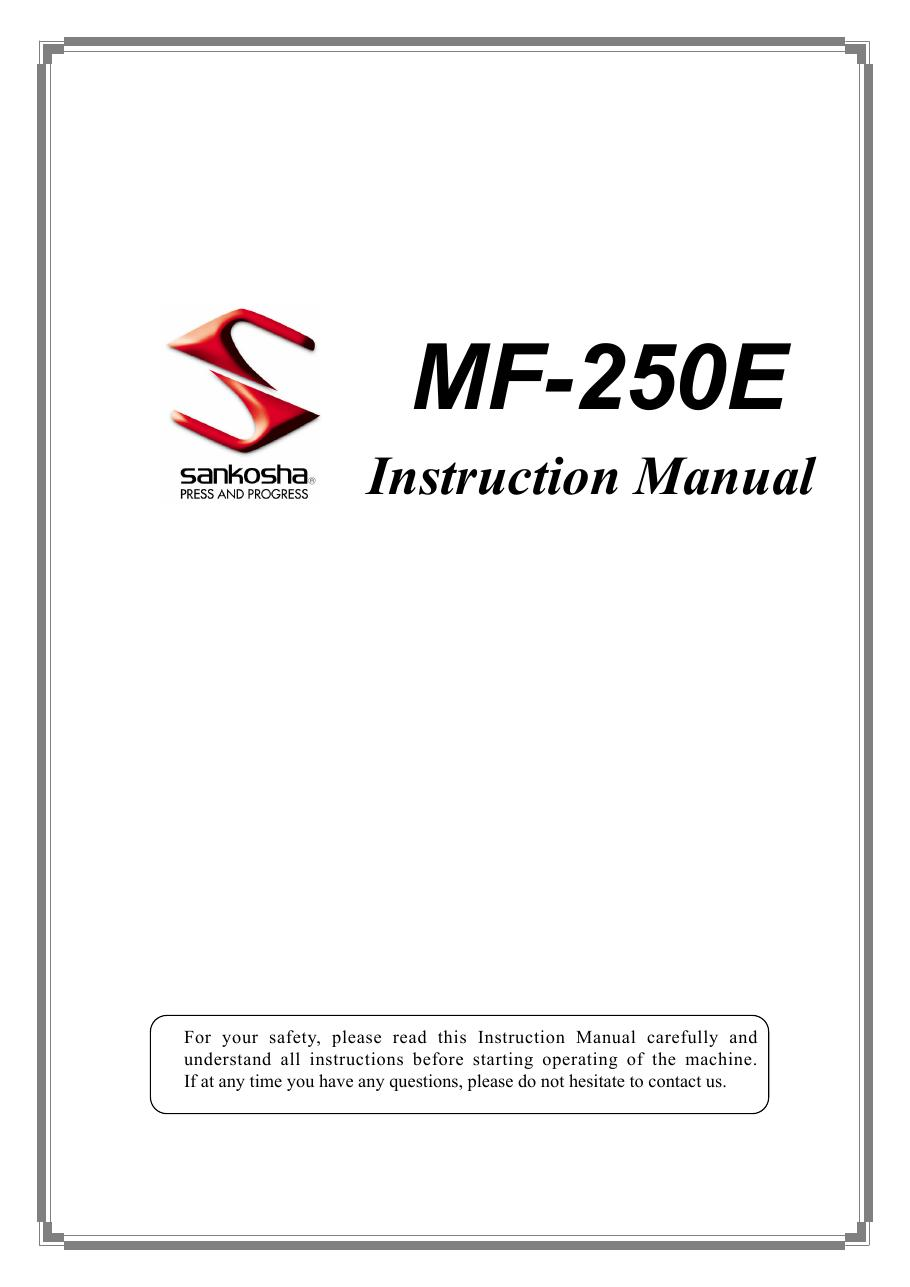 MF-250E
Instruction Manual
sankosha®
PRESS AND PROGRESS
For your safety, please read this Instruction Manual carefully and
understand all instructions before starting operating of the machine.
If at any time you have any questions, please do not hesitate to contact us.